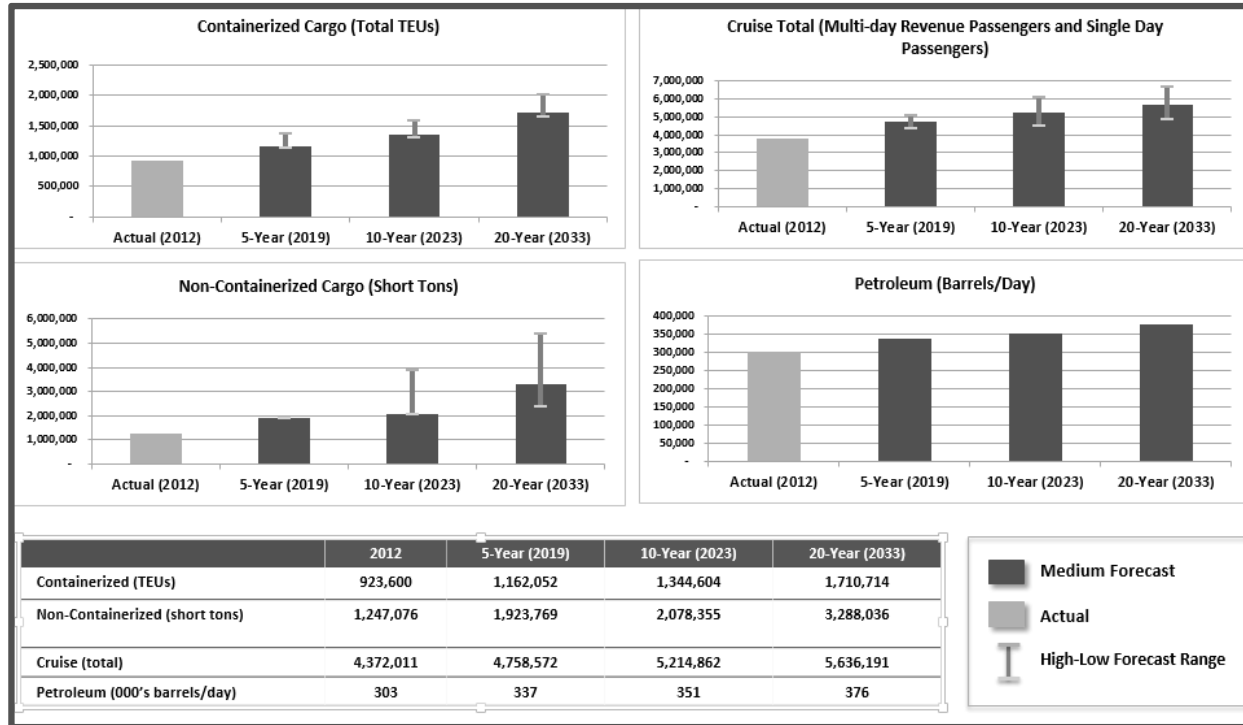 Containerized Cargo (Total TEUs)
2,500,000
2,000,000
1,500,000
1,000,000
500,000
-
Actual (2012) 5-Year (2019) 10-Year (2023) 20-Year (2033)
Cruise Total (Multi-day Revenue Passengers and Single Day
Passengers)
7,000,000
6,000,000
5,000,000
4,000,000
3,000,000
2,000,000
1,000,000
-
Actual (2012) 5-Year (2019) 10-Year (2023) 20-Year (2033)
Non-Containerized Cargo (Short Tons)
6,000,000
5,000,000
4,000,000
3,000,000
2,000,000
1,000,000
-
Actual (2012) 5-Year (2019) 10-Year (2023) 20-Year (2033)
Petroleum (Barrels/Day)
400,000
350,000
300,000
250,000
200,000
150,000
100,000
50,000
-
Actual (2012) 5-Year (2019) 10-Year (2023) 20-Year (2033)
2012 5-Year (2019) 10-Year (2023) 20-Year (2033)
Containerized (TEUs) 923,600 1,162,052 1,344,604 1,710,714
Non-Containerized (short tons) 1,247,076 1,923,769 2,078,355 3,288,036
Cruise (total) 4,372,011 4,758,572 5,214,862 5,636,191
Petroleum (000's barrels/day) 303 337 351 376
Medium Forecast
Actual
High-Low Forecast Range